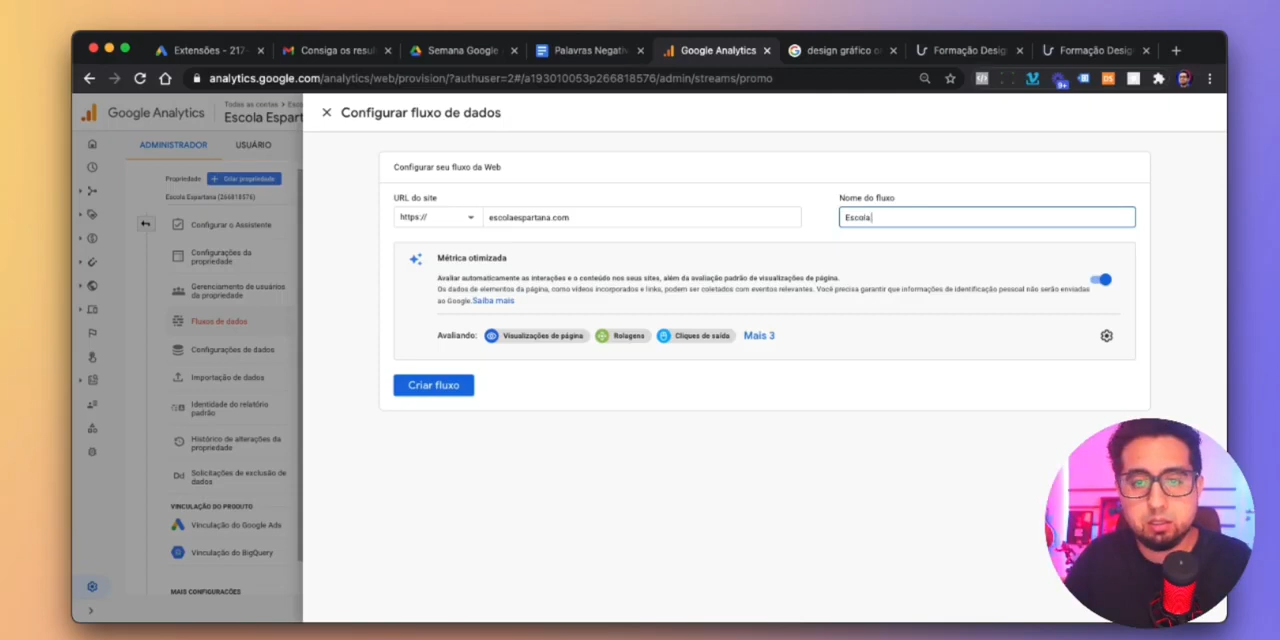 Extensões - 217-
Consiga os resul
Semana Google
Palavras Negativ
Google Analytics
design gráfico o
Formação Desig
Formação Desig
analytics.google.com/analytics/web/provision/?authuser=2#/a193010053p266818576/admin/streams/promo
Google Analytics
Todas as contas > Esc
Escola Espart
Configurar fluxo de dados
ADMINISTRADOR
USUÁRIO
Propriedade
+ Criar propriedade
Escola Espartana (266818576)
Configurar o Assistente
Configurações da
propriedade
Gerenciamento de usuários
da propriedade
Fluxos de dados
Configurações de dados
Importação de dados
Identidade do relatório
padrão
Histórico de alterações da
propriedade
Dd
Solicitações de exclusão de
dados
VINCULAÇÃO DO PRODUTO
Vinculação do Google Ads
Vinculação do BigQuery
MAIS CONFIGURAÇÕES
Configurar seu fluxo da Web
URL do site
Nome do fluxo
https://
escolaespartana.com
Escola
Métrica otimizada
Avaliar automaticamente as interações e o conteúdo nos seus sites, além da avaliação padrão de visualizações de página.
Os dados de elementos da página, como vídeos incorporados e links, podem ser coletados com eventos relevantes. Você precisa garantir que informações de identificação pessoal não serão enviadas
ao Google. Saiba mais
Avaliando:
Visualizações de página
Rolagens
Cliques de saída
Mais 3
Criar fluxo